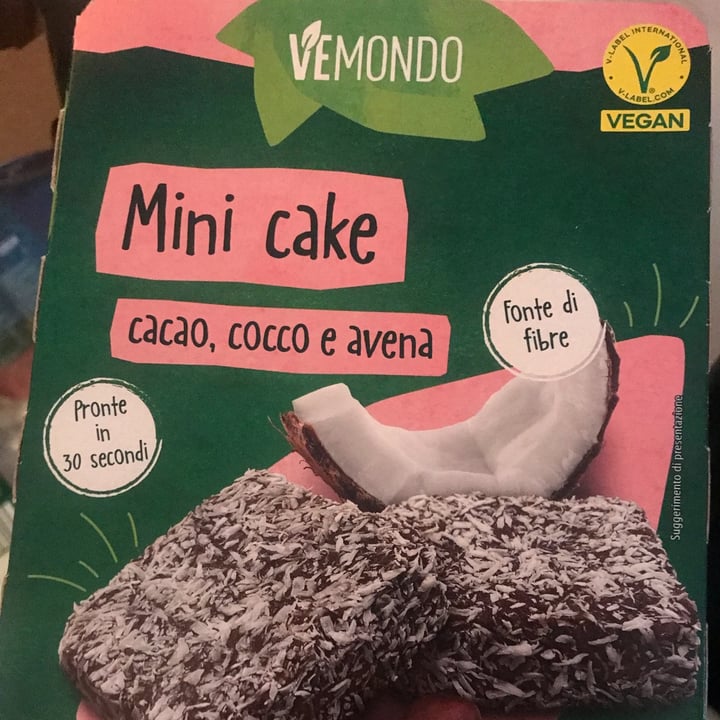 VEMONDO
V-LABEL INTERNATIONAL
V-LABEL.COM
®
VEGAN
Mini cake
cacao, cocco e avena
Fonte di
fibre
Pronte
in
30 secondi
Suggerimento di presentazione